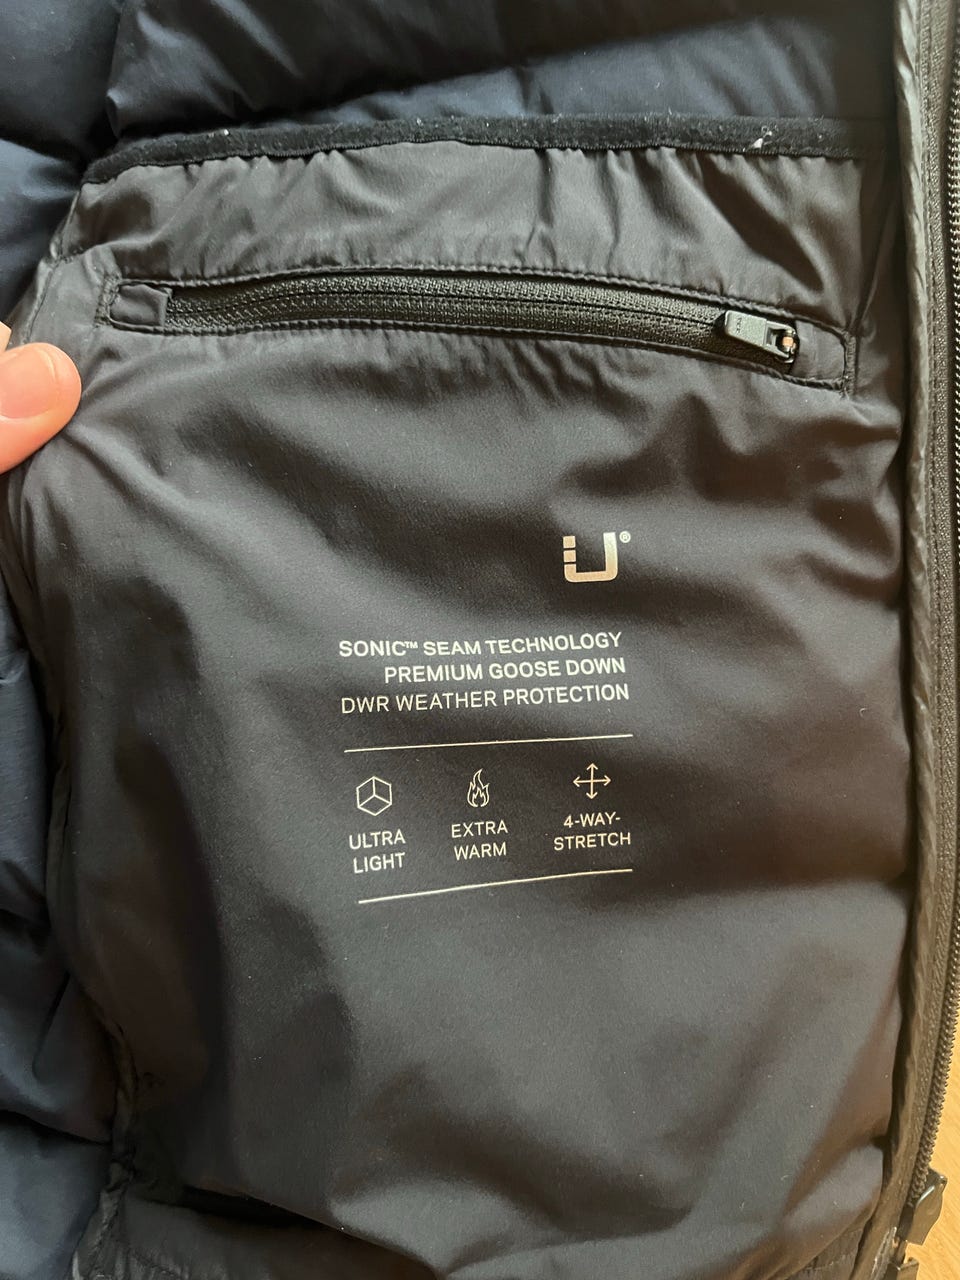 U®
SONIC™ SEAM TECHNOLOGY
PREMIUM GOOSE DOWN
DWR WEATHER PROTECTION
ULTRA
LIGHT
EXTRA
WARM
4-WAY-
STRETCH